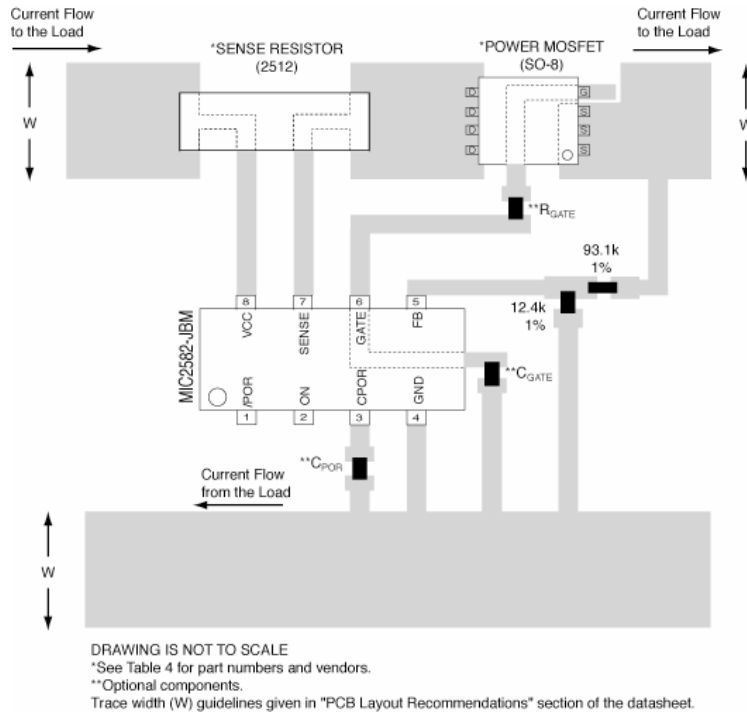 Current Flow
to the Load
Current Flow
to the Load
*SENSE RESISTOR
(2512)
*POWER MOSFET
(SO-8)
W
W
D
D
D
D
G
S
S
S
**R_GATE
93.1k
1%
12.4k
1%
8
7
6
5
VCC
SENSE
GATE
FB
MIC2582-JBM
/POR
ON
CPOR
GND
1
2
3
4
**C_GATE
**C_POR
Current Flow
from the Load
W
DRAWING IS NOT TO SCALE
*See Table 4 for part numbers and vendors.
**Optional components.
Trace width (W) guidelines given in "PCB Layout Recommendations" section of the datasheet.